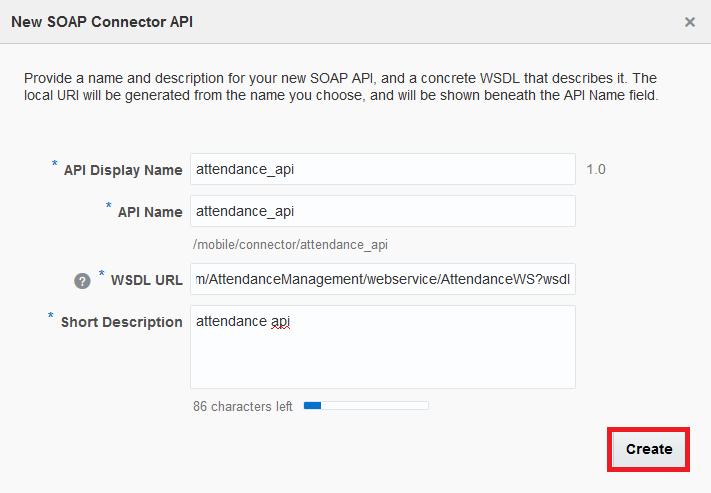 New SOAP Connector API ×
Provide a name and description for your new SOAP API, and a concrete WSDL that describes it. The
local URI will be generated from the name you choose, and will be shown beneath the API Name field.
* API Display Name attendance_api 1.0
* API Name attendance_api
/mobile/connector/attendance_api
? * WSDL URL m/AttendanceManagement/webservice/AttendanceWS?wsdl
* Short Description attendance api
86 characters left
Create